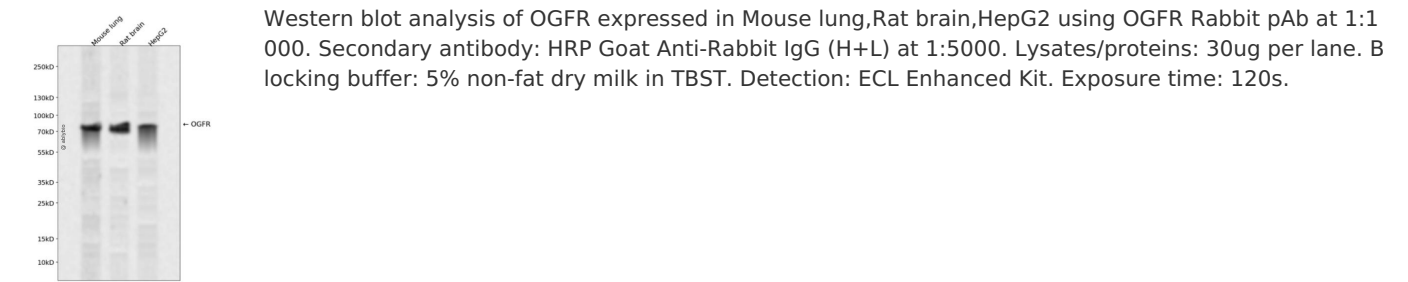 Western blot analysis of OGFR expressed in Mouse lung,Rat brain,HepG2 using OGFR Rabbit pAb at 1:1
000. Secondary antibody: HRP Goat Anti-Rabbit IgG (H+L) at 1:5000. Lysates/proteins: 30ug per lane. B
locking buffer: 5% non-fat dry milk in TBST. Detection: ECL Enhanced Kit. Exposure time: 120s.
Mouse lung
Rat brain
HepG2
250kD
130kD
100kD
70kD
55kD
35kD
25kD
15kD
10kD
← OGFR